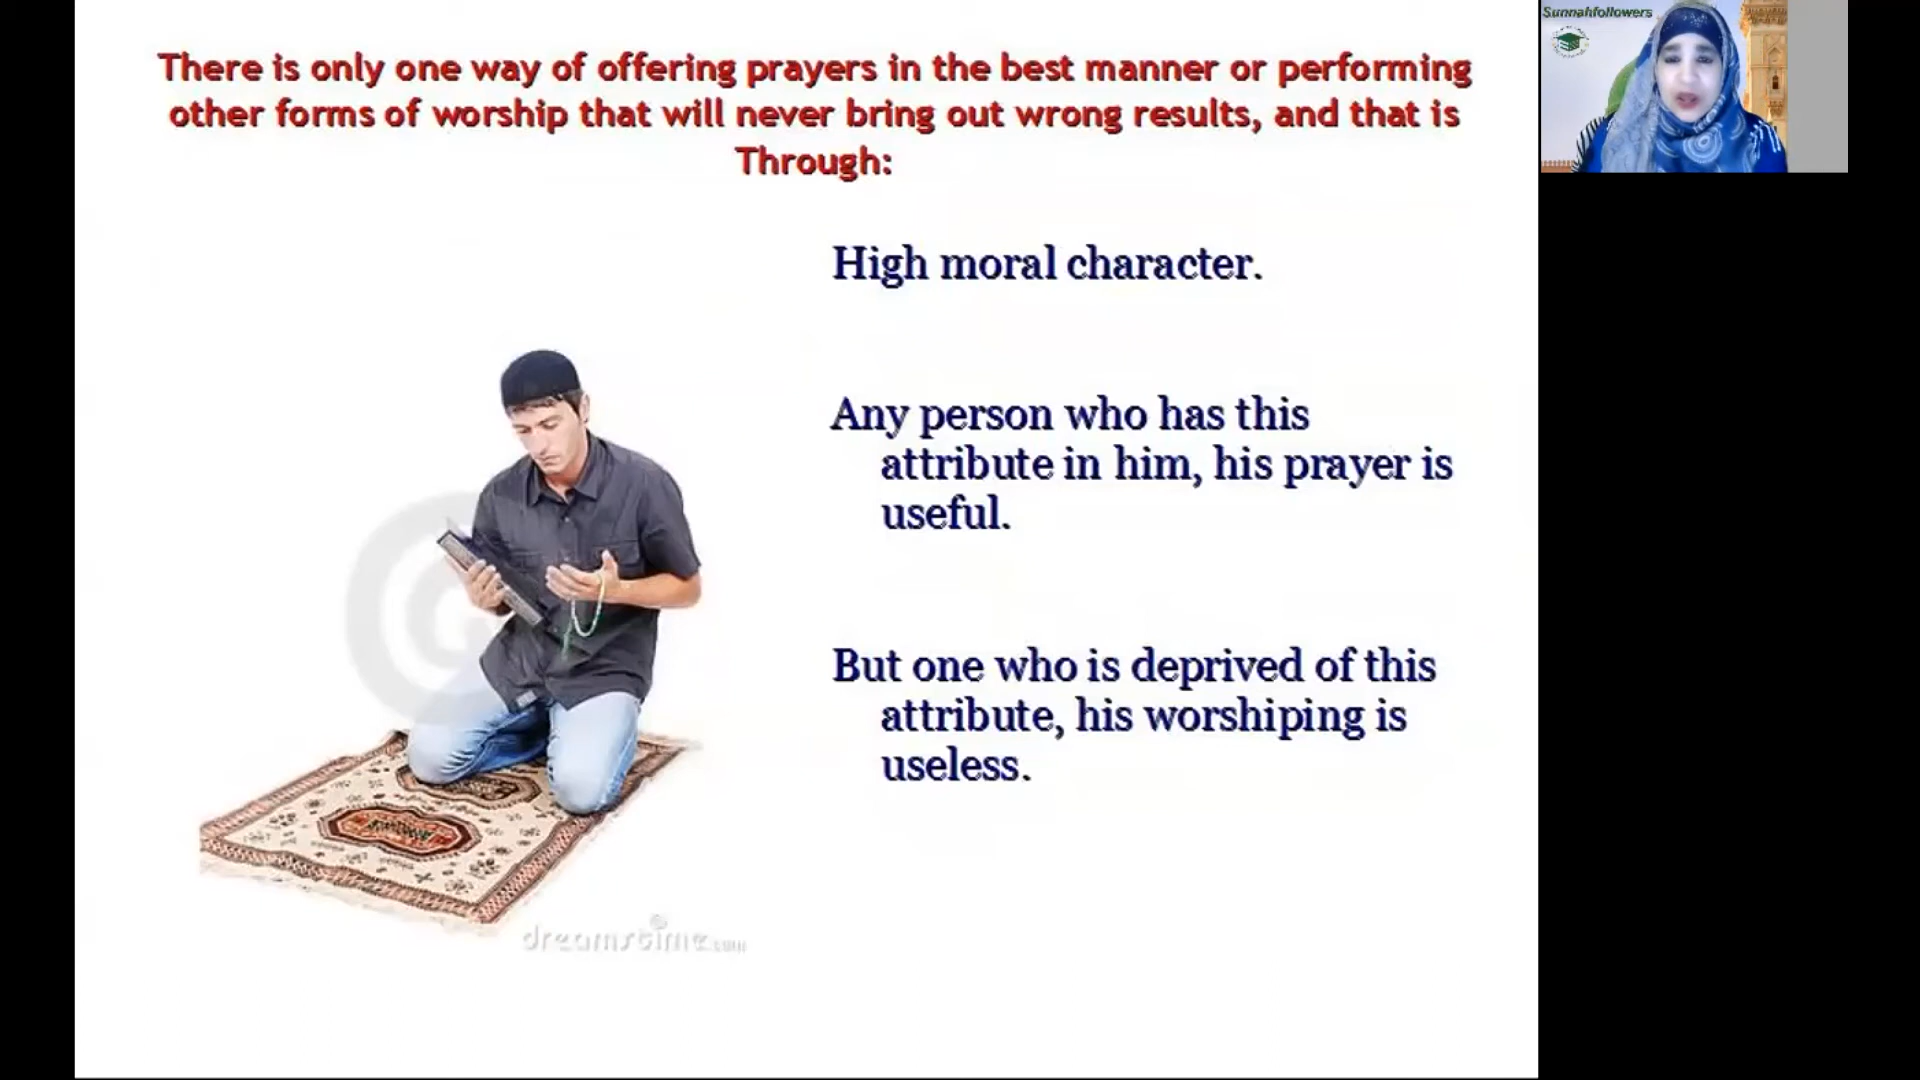 There is only one way of offering prayers in the best manner or performing
other forms of worship that will never bring out wrong results, and that is
Through:
High moral character.
Any person who has this
attribute in him, his prayer is
useful.
But one who is deprived of this
attribute, his worshiping is
useless.
dreamstime.com
Sunnahfollowers